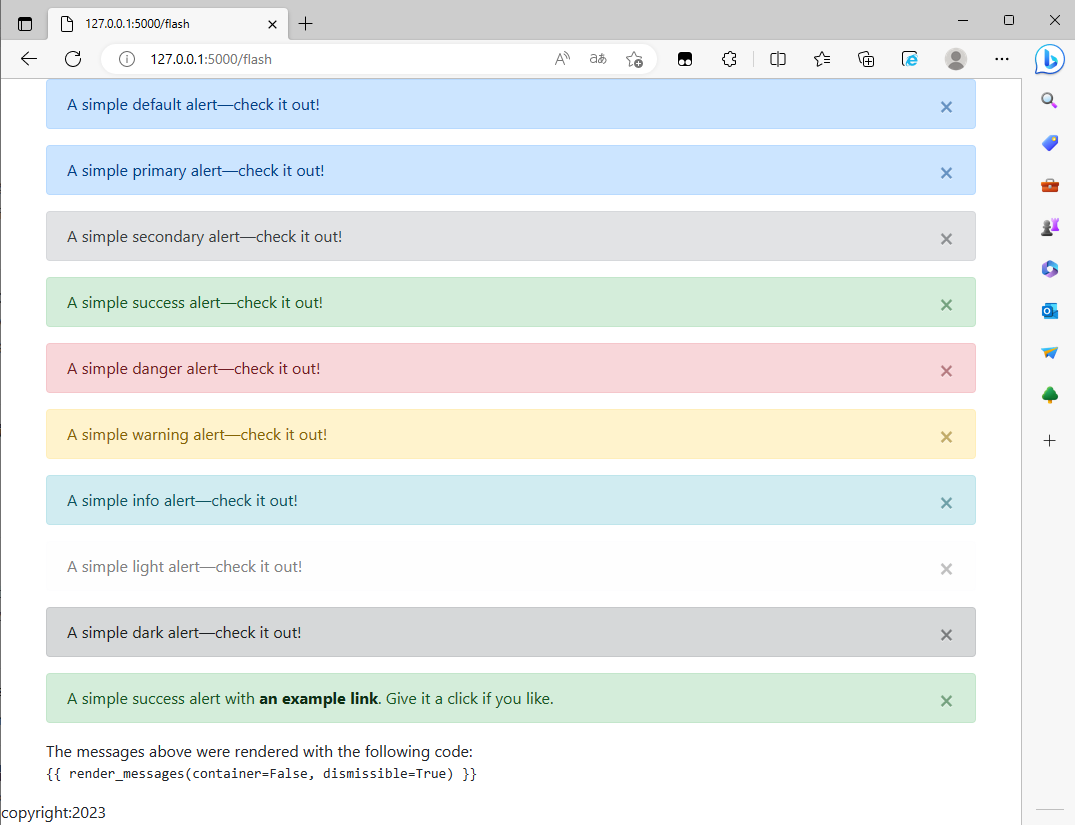 127.0.0.1:5000/flash
127.0.0.1:5000/flash
A simple default alert—check it out!
A simple primary alert—check it out!
A simple secondary alert—check it out!
A simple success alert—check it out!
A simple danger alert—check it out!
A simple warning alert—check it out!
A simple info alert—check it out!
A simple light alert—check it out!
A simple dark alert—check it out!
A simple success alert with an example link. Give it a click if you like.
The messages above were rendered with the following code:
{{ render_messages(container=False, dismissible=True) }}
copyright:2023